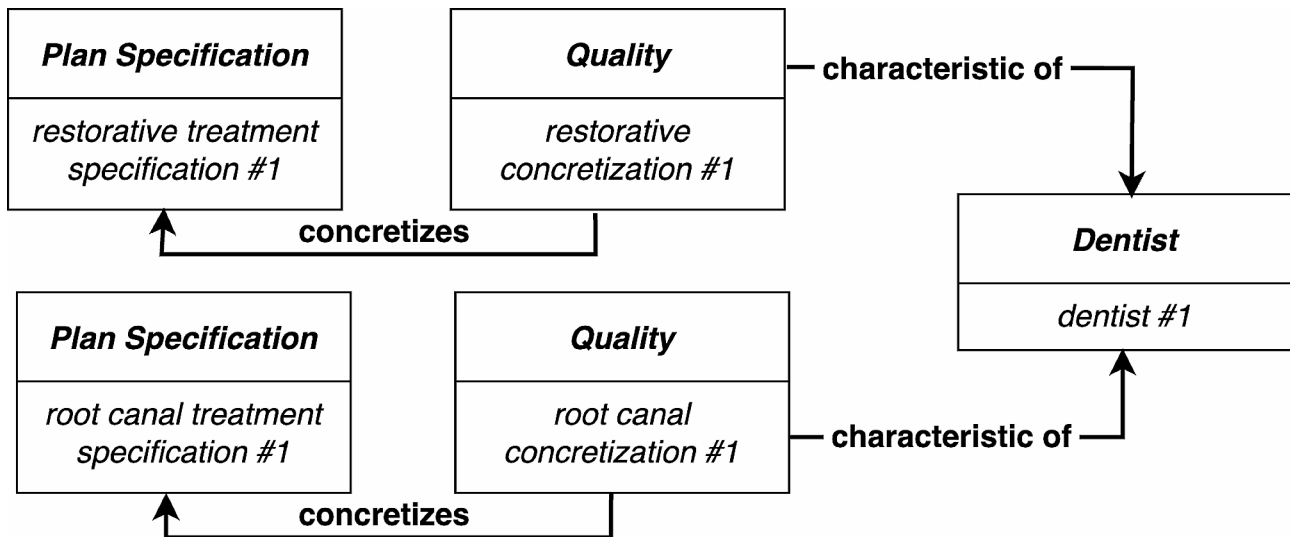 Plan Specification
restorative treatment
specification #1
Quality
restorative
concretization #1
characteristic of
concretizes
Dentist
dentist #1
Plan Specification
root canal treatment
specification #1
Quality
root canal
concretization #1
characteristic of
concretizes